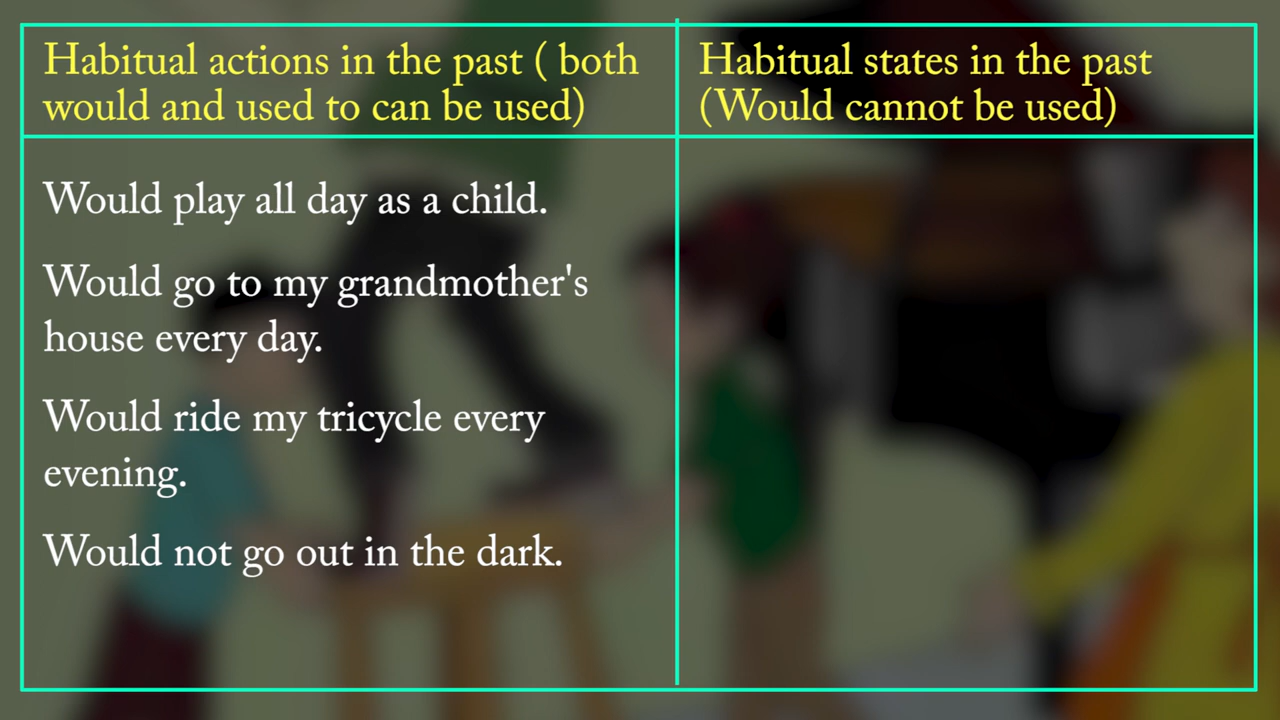 Habitual actions in the past ( both
would and used to can be used)
Habitual states in the past
(Would cannot be used)
Would play all day as a child.
Would go to my grandmother's
house every day.
Would ride my tricycle every
evening.
Would not go out in the dark.